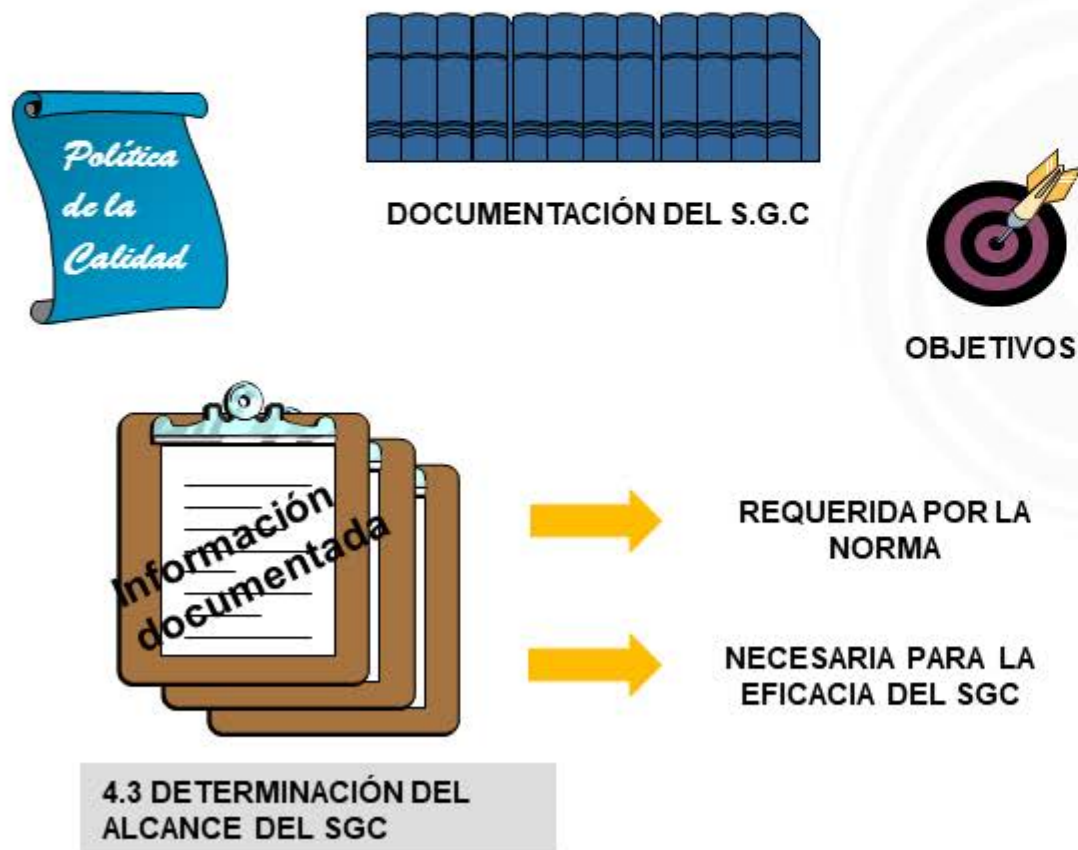 Política
de la
Calidad
DOCUMENTACIÓN DEL S.G.C
OBJETIVOS
Información
documentada
REQUERIDA POR LA
NORMA
NECESARIA PARA LA
EFICACIA DEL SGC
4.3 DETERMINACIÓN DEL
ALCANCE DEL SGC